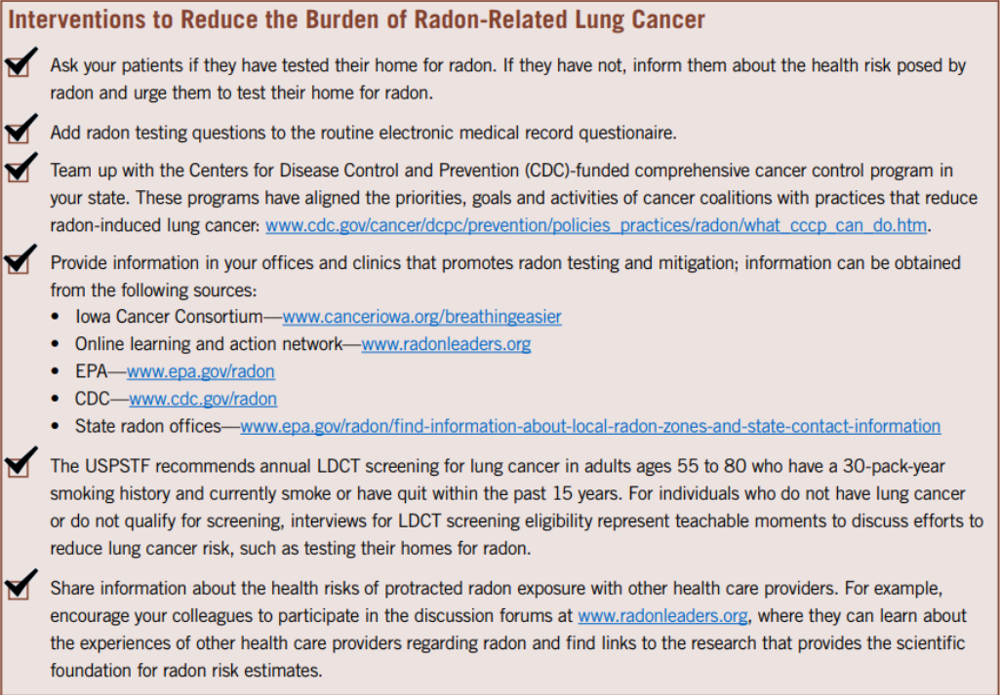 Interventions to Reduce the Burden of Radon-Related Lung Cancer
Ask your patients if they have tested their home for radon. If they have not, inform them about the health risk posed by
radon and urge them to test their home for radon.
Add radon testing questions to the routine electronic medical record questionaire.
Team up with the Centers for Disease Control and Prevention (CDC)-funded comprehensive cancer control program in
your state. These programs have aligned the priorities, goals and activities of cancer coalitions with practices that reduce
radon-induced lung cancer: www.cdc.gov/cancer/dcpc/prevention/policies_practices/radon/what_cccp_can_do.htm.
Provide information in your offices and clinics that promotes radon testing and mitigation; information can be obtained
from the following sources:
• Iowa Cancer Consortium—www.canceriowa.org/breathingeasier
• Online learning and action network—www.radonleaders.org
• EPA—www.epa.gov/radon
• CDC—www.cdc.gov/radon
• State radon offices—www.epa.gov/radon/find-information-about-local-radon-zones-and-state-contact-information
The USPSTF recommends annual LDCT screening for lung cancer in adults ages 55 to 80 who have a 30-pack-year
smoking history and currently smoke or have quit within the past 15 years. For individuals who do not have lung cancer
or do not qualify for screening, interviews for LDCT screening eligibility represent teachable moments to discuss efforts to
reduce lung cancer risk, such as testing their homes for radon.
Share information about the health risks of protracted radon exposure with other health care providers. For example,
encourage your colleagues to participate in the discussion forums at www.radonleaders.org, where they can learn about
the experiences of other health care providers regarding radon and find links to the research that provides the scientific
foundation for radon risk estimates.